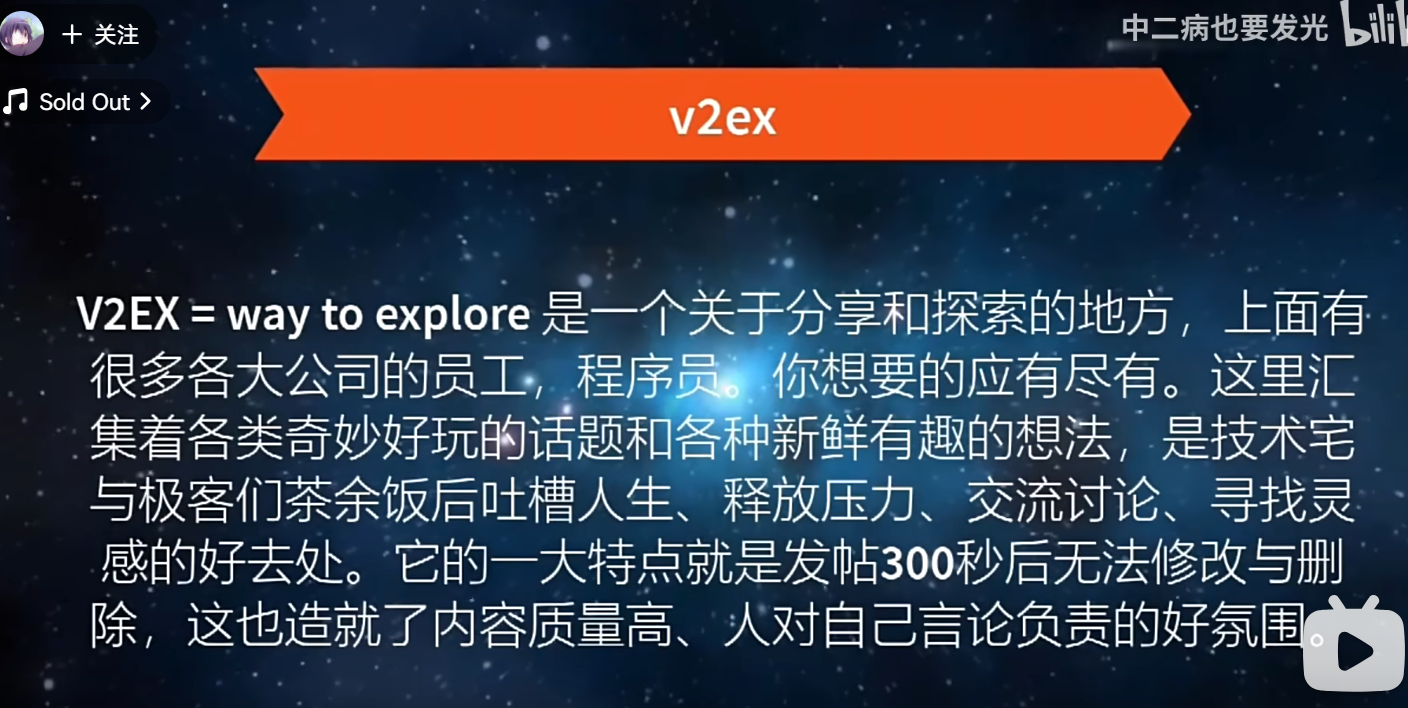 + 关注
中二病也要发光
Sold Out >
v2ex
V2EX = way to explore 是一个关于分享和探索的地方，上面有
很多各大公司的员工，程序员。你想要的应有尽有。这里汇
集着各类奇妙好玩的话题和各种新鲜有趣的想法，是技术宅
与极客们茶余饭后吐槽人生、释放压力、交流讨论、寻找灵
感的好去处。它的一大特点就是发帖300秒后无法修改与删
除，这也造就了内容质量高、人对自己言论负责的好氛围。